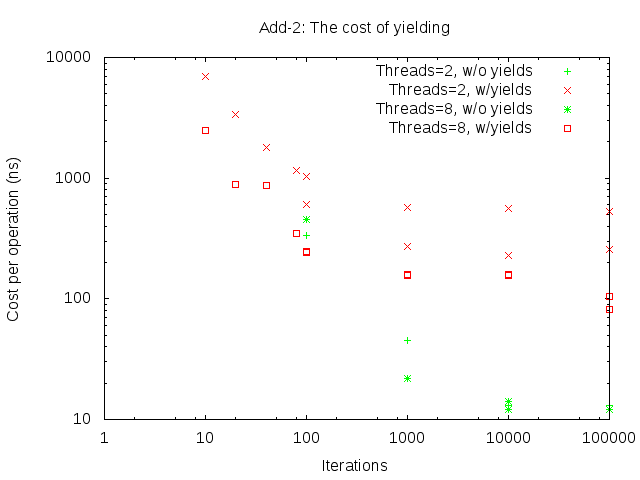 Add-2: The cost of yielding
10000
1000
100
10
Cost per operation (ns)
Threads=2, w/o yields
Threads=2, w/yields
Threads=8, w/o yields
Threads=8, w/yields
1 10 100 1000 10000 100000
Iterations